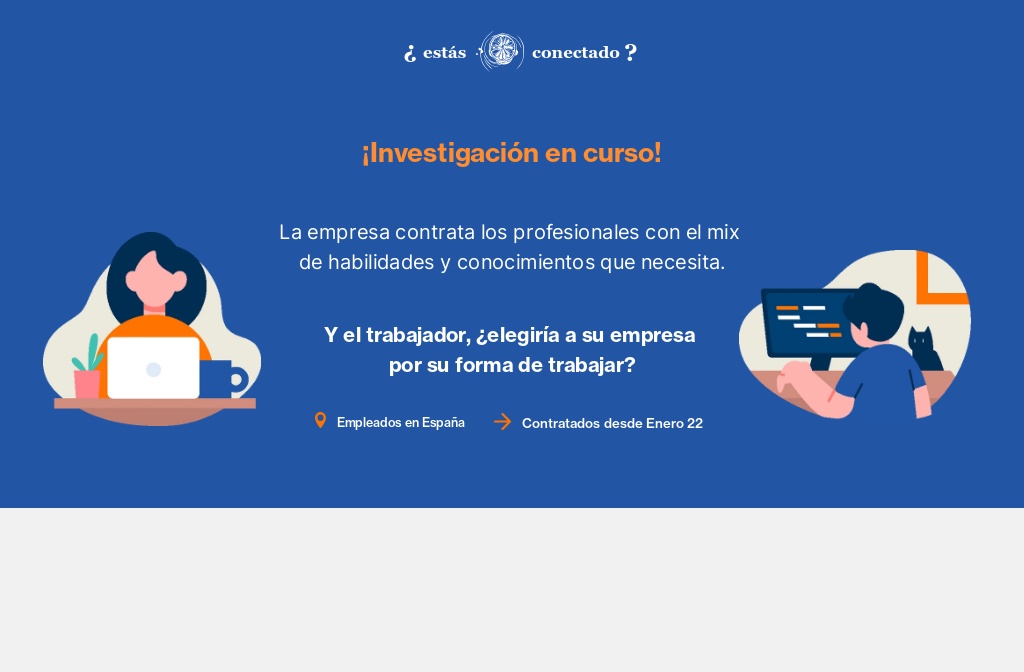 ¿ estás conectado ?
¡Investigación en curso!
La empresa contrata los profesionales con el mix
de habilidades y conocimientos que necesita.
Y el trabajador, ¿elegiría a su empresa
por su forma de trabajar?
Empleados en España
Contratados desde Enero 22